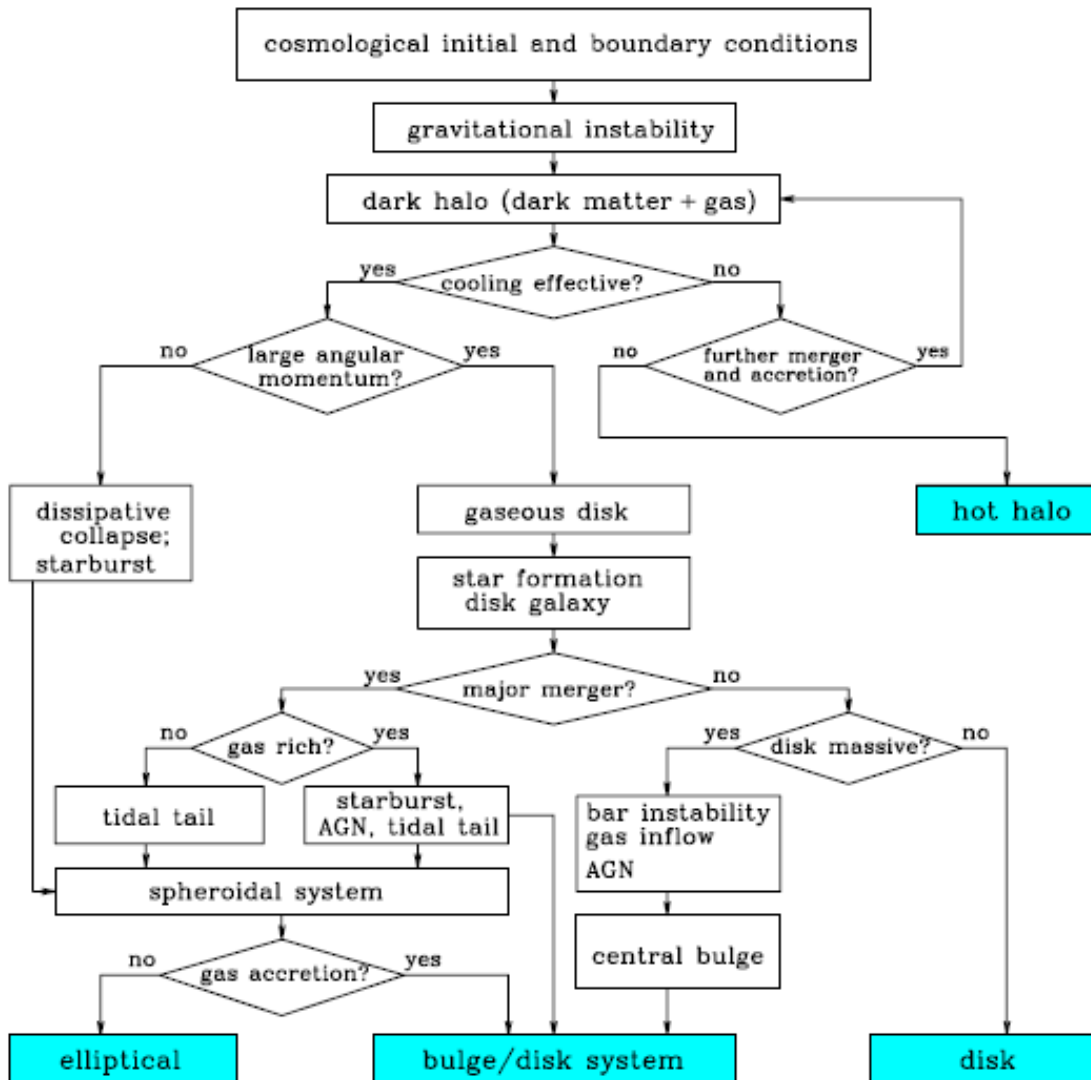 cosmological initial and boundary conditions
gravitational instability
dark halo (dark matter + gas)
yes
no
cooling effective?
no
large angular
momentum?
yes
no
further merger
and accretion?
yes
dissipative
collapse;
starburst
gaseous disk
hot halo
star formation
disk galaxy
yes
major merger?
no
no
gas rich?
yes
yes
disk massive?
no
tidal tail
starburst,
AGN, tidal tail
bar instability
gas inflow
AGN
spheroidal system
central bulge
no
gas accretion?
yes
elliptical
bulge/disk system
disk